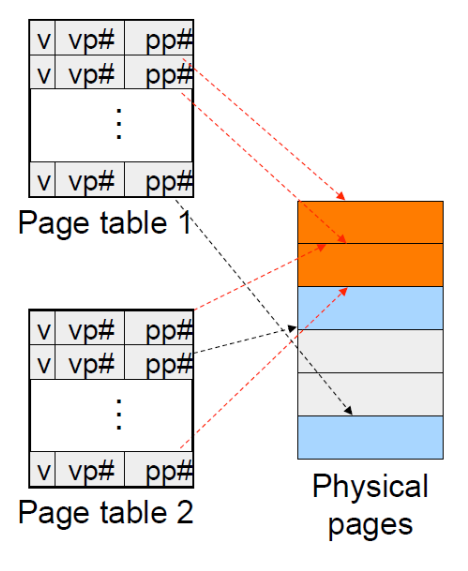 v vp# pp#
v vp# pp#
⋮
v vp# pp#
Page table 1
v vp# pp#
v vp# pp#
⋮
v vp# pp#
Page table 2
Physical
pages